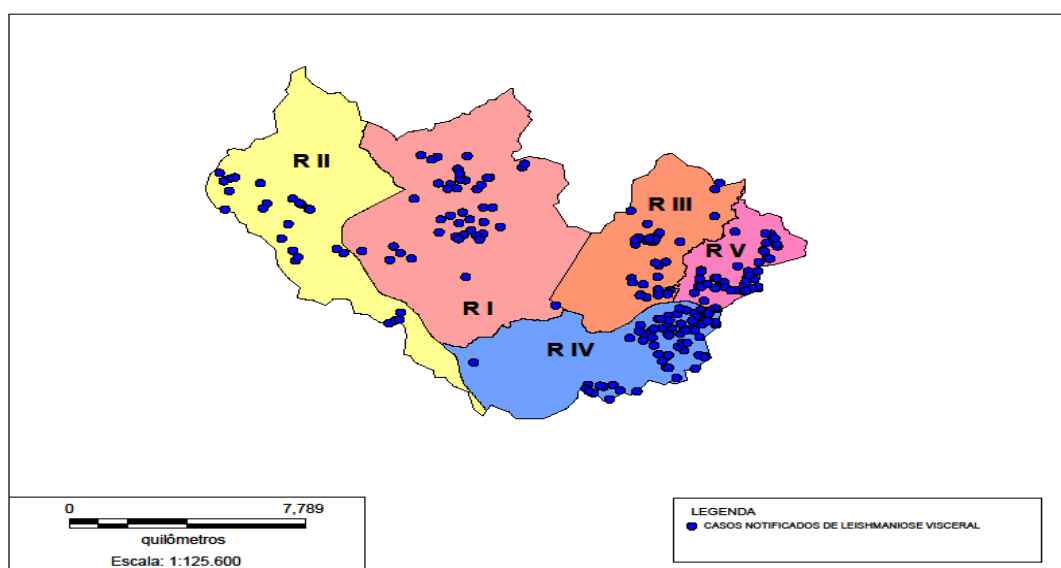 R II
R III
R V
R I
R IV
0 7,789
quilômetros
Escala: 1:125.600
LEGENDA
CASOS NOTIFICADOS DE LEISHMANIOSE VISCERAL